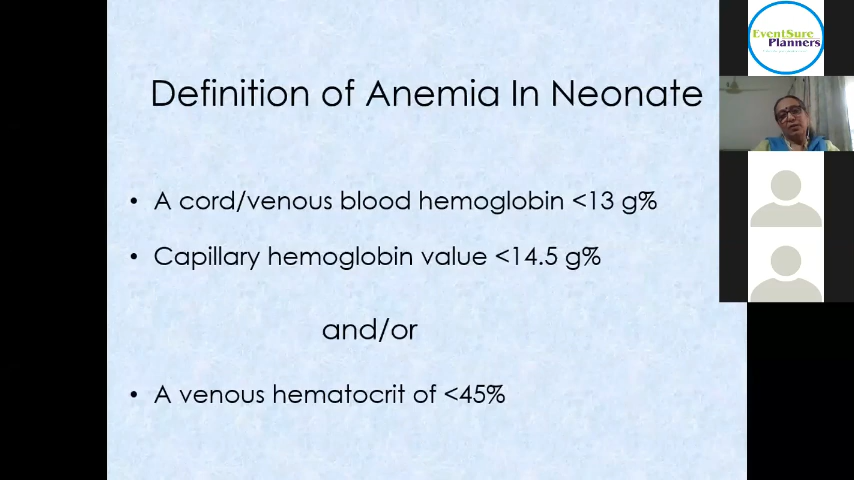 Definition of Anemia In Neonate
• A cord/venous blood hemoglobin <13 g%
• Capillary hemoglobin value <14.5 g%
and/or
• A venous hematocrit of <45%
EventSure
Planners